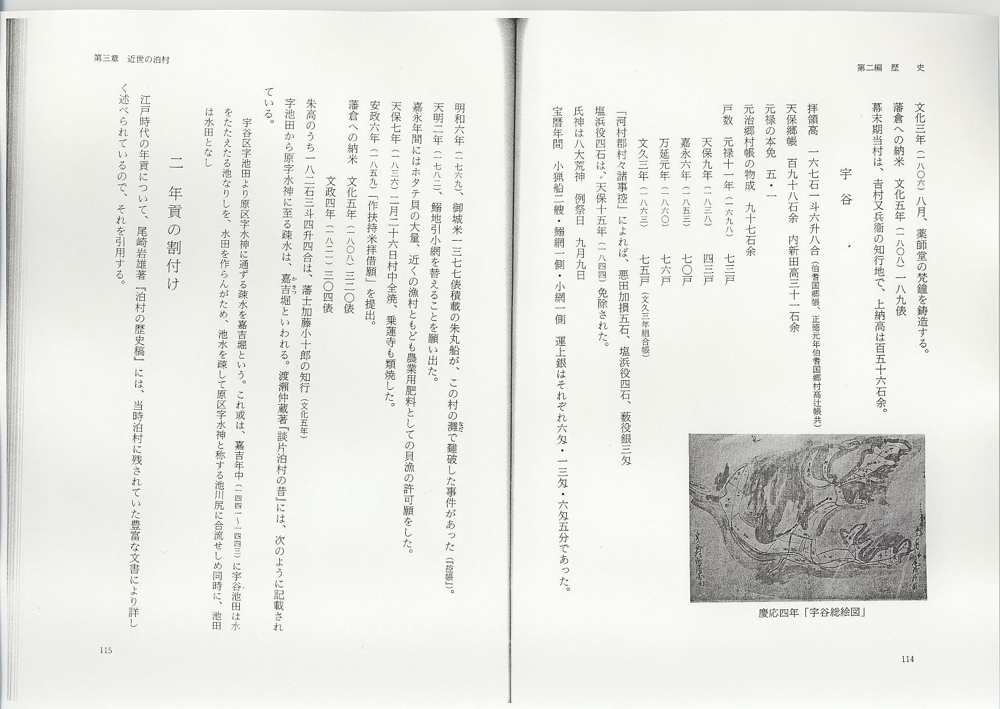 第二編　歴　　史
文化三年（一八〇六）八月、薬師堂の梵鐘を鋳造する。
藩倉への納米　文化五年（一八〇八）一八九俵
幕末期当村は、吉村又兵衞の知行地で、上納高は百五十六石余。
宇　谷
拝領高　一六七石一斗六升八合（伯耆国郷帳、正徳元年伯耆国郷村高辻帳共）
天保郷帳　百九十八石余　内新田高三十一石余
元禄の本免　五・一
元治郷村帳の物成　九十七石余
戸数　元禄十一年（一六九八）　七三戸
天保九年（一八三八）　四三戸
嘉永六年（一八五三）　七〇戸
万延元年（一八六〇）　七六戸
文久三年（一八六三）　七五戸（文久三年組合帳）
「河村郡村々諸事控」によれば、悪田加損五石、塩浜役四石、薮役銀三匁
塩浜役四石は、天保十五年（一八四四）免除された。
氏神は八大荒神　例祭日　九月九日
宝暦年間　小猟船二艘・鰯網一側・小網一側　運上銀はそれぞれ六匁・一三匁・六匁五分であった。
慶応四年「宇谷総絵図」
114
第三章　近世の泊村
明和六年（一七六九）、御城米一三七七俵積載の朱丸船が、この村の灘で難破した事件があった（『控帳』）。
なだ
天明二年（一七八二）、鰯地引小網を替えることを願い出た。
嘉永年間にはホタテ貝の大量、近くの漁村ともども農業用肥料としての貝漁の許可願をした。
天保七年（一八三六）二月二十六日村中全焼、乗蓮寺も類焼した。
安政六年（一八五九）「作扶持米拝借願」を提出。
藩倉への納米　文化五年（一八〇八）三二〇俵
文政四年（一八二一）三〇四俵
朱高のうち一八二石三斗四升四合は、藩士加藤小十郎の知行（文化五年）
字池田から原字水神に至る疎水は、嘉吉堀といわれる。渡瀬仲蔵著『談片泊村の昔』には、次のように記載され
かきつ
ている。
宇谷区字池田より原区字水神に通ずる疎水を嘉吉堀という。これ或は、嘉吉年中（一四四一〜一四四三）に宇谷池田は水
をたたえたる池なりしを、水田を作らんがため、池水を疎して原区字水神と称する池川尻に合流せしめ同時に、池田
は水田となし
二　年貢の割付け
江戸時代の年貢について、尾崎岩雄著『泊村の歴史稿』には、当時泊村に残されていた豊富な文書により詳し
く述べられているので、それを引用する。
115